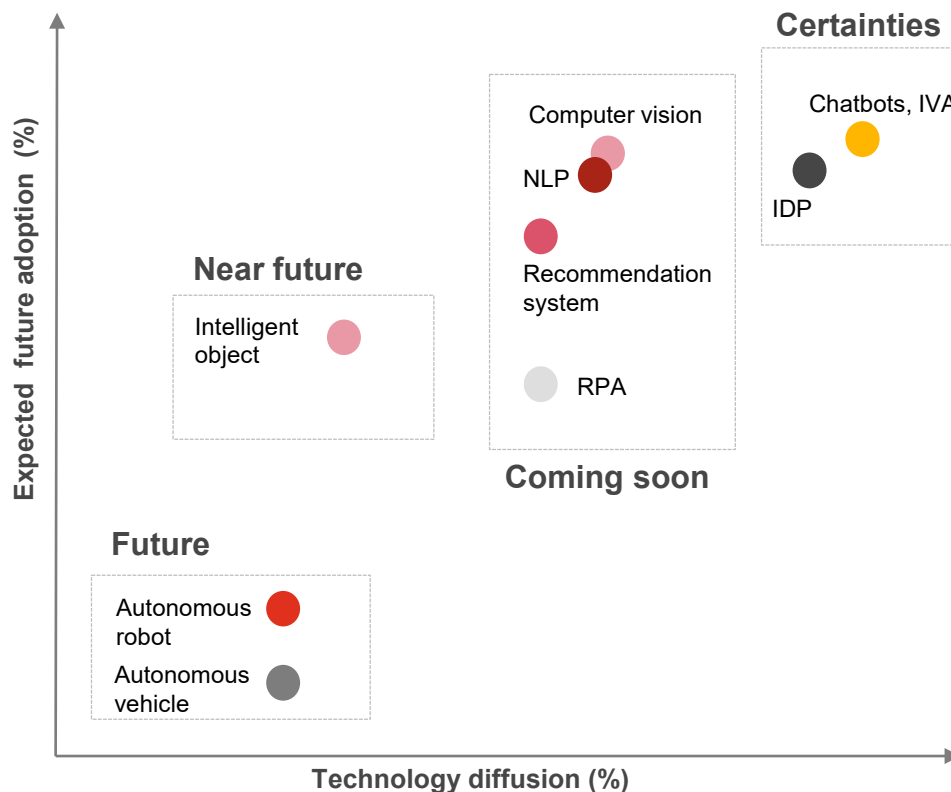 Certainties
Chatbots, IVA
IDP
Computer vision
NLP
Recommendation
system
RPA
Coming soon
Near future
Intelligent
object
Future
Autonomous
robot
Autonomous
vehicle
Expected future adoption (%)
Technology diffusion (%)